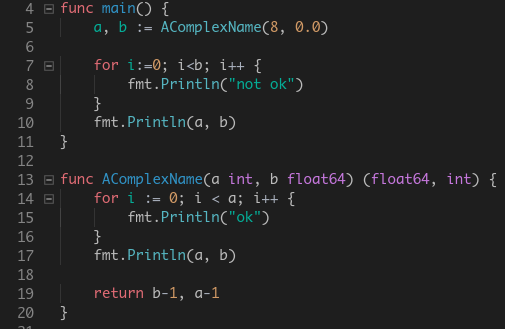 4 func main() {
5     a, b := AComplexName(8, 0.0)
6
7     for i:=0; i<b; i++ {
8         fmt.Println("not ok")
9     }
10     fmt.Println(a, b)
11 }
12
13 func AComplexName(a int, b float64) (float64, int) {
14     for i := 0; i < a; i++ {
15         fmt.Println("ok")
16     }
17     fmt.Println(a, b)
18
19     return b-1, a-1
20 }